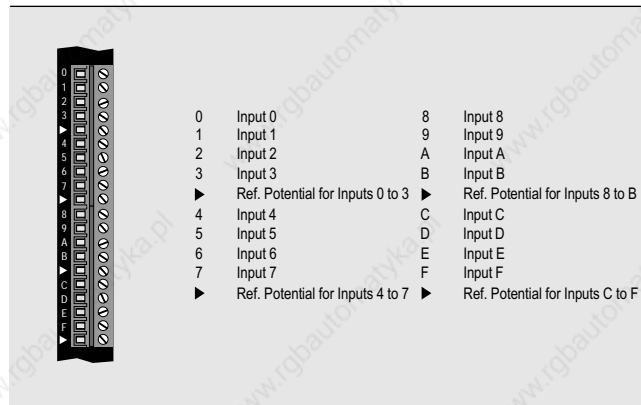 0
1
2
3
▶
4
5
6
7
▶
8
9
A
B
▶
C
D
E
F
▶
0 Input 0
1 Input 1
2 Input 2
3 Input 3
▶ Ref. Potential for Inputs 0 to 3
4 Input 4
5 Input 5
6 Input 6
7 Input 7
▶ Ref. Potential for Inputs 4 to 7
8 Input 8
9 Input 9
A Input A
B Input B
▶ Ref. Potential for Inputs 8 to B
C Input C
D Input D
E Input E
F Input F
▶ Ref. Potential for Inputs C to F
www.rgbautomatyka.pl